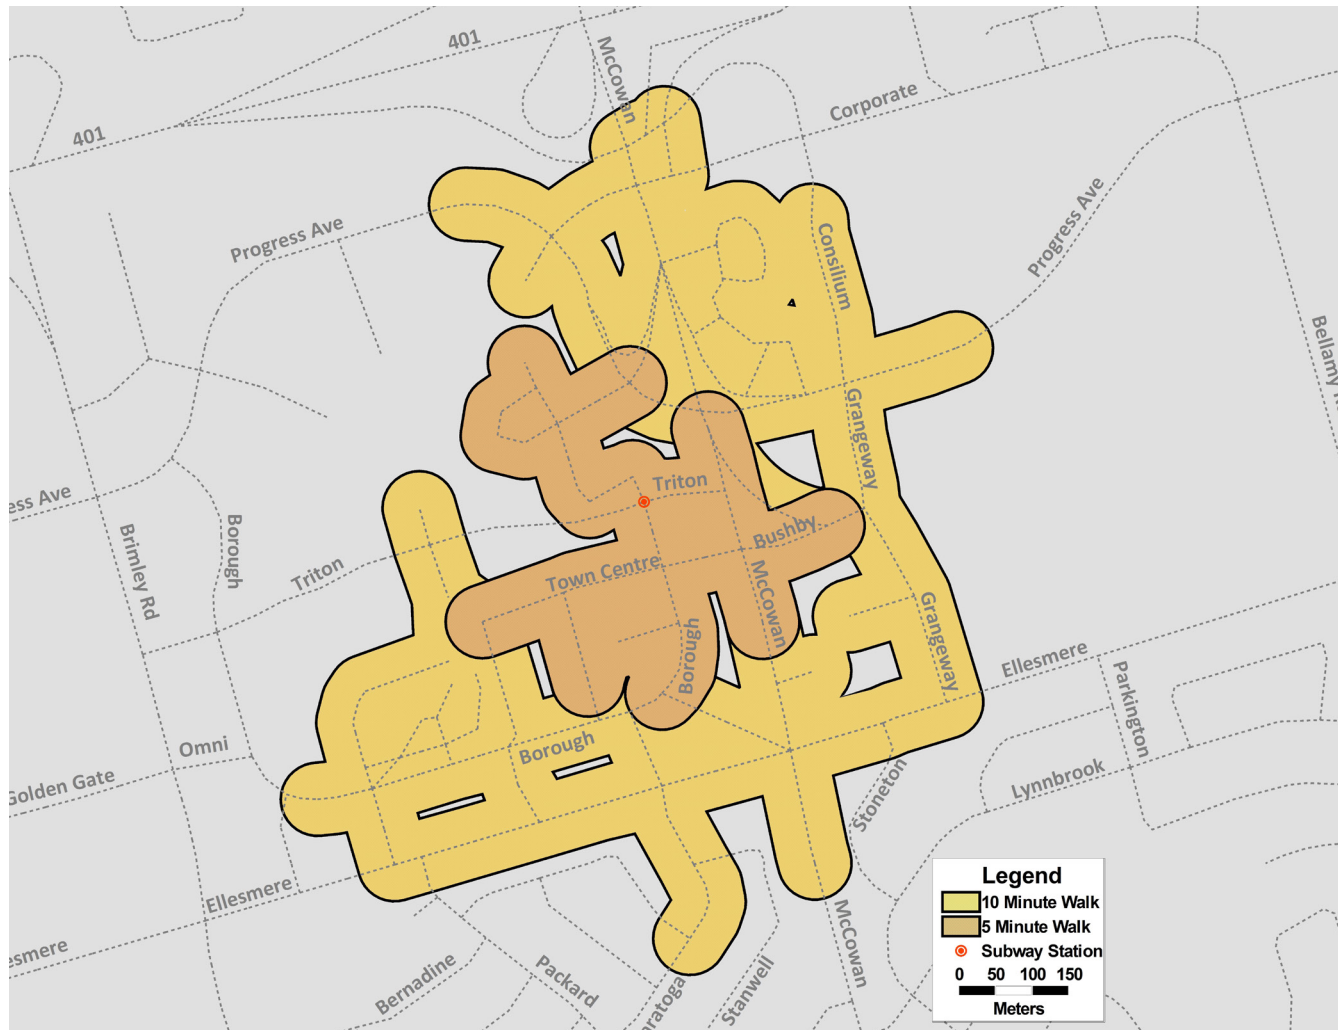 401
McCowan
401
Corporate
Progress Ave
Progress Ave
Consilium
Bellamy
Grangeway
ess Ave
Triton
Borough
Brimley Rd
Triton
Bushby
Town Centre
McCowan
Borough
Grangeway
Ellesmere
Parkington
Omni
Borough
Golden Gate
Lynnbrook
Stoneton
Ellesmere
esmere
McCowan
Bernadine
Packard
aratoga
Stanwell
Legend
10 Minute Walk
5 Minute Walk
Subway Station
0 50 100 150
Meters